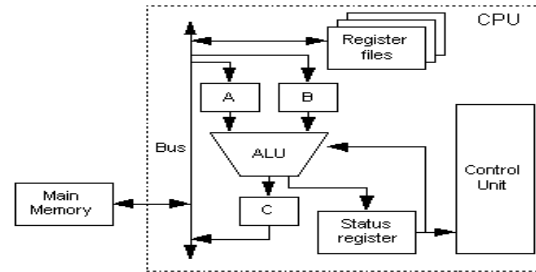 CPU
Register
files
A
B
Bus
ALU
Control
Unit
Main
Memory
C
Status
register